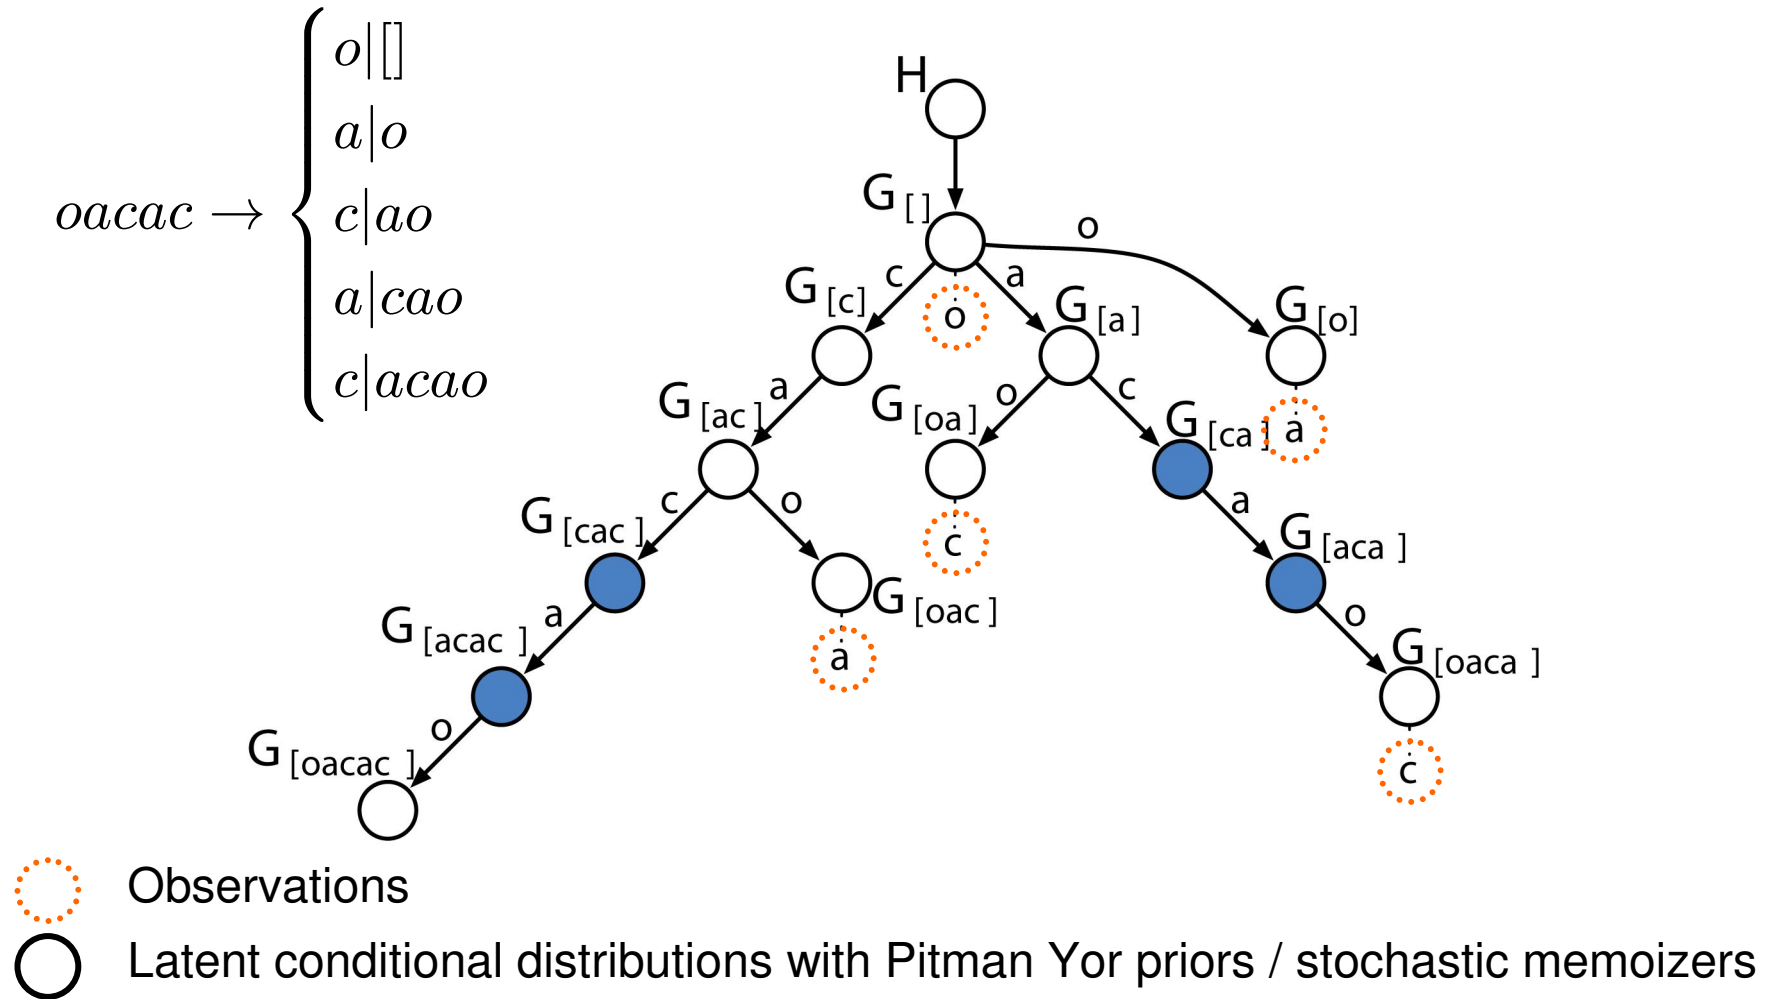 oacac → { o|[]
a|o
c|ao
a|cao
c|acao
H
G [ ]
o
c
a
G [c]
o
G [a]
G [o]
a
o
c
G [ac]
G [oa]
G [ca]
a
c
o
a
G [cac ]
c
G [aca ]
a
G [oac ]
o
G [acac ]
a
G [oaca ]
o
G [oacac ]
c
Observations
Latent conditional distributions with Pitman Yor priors / stochastic memoizers